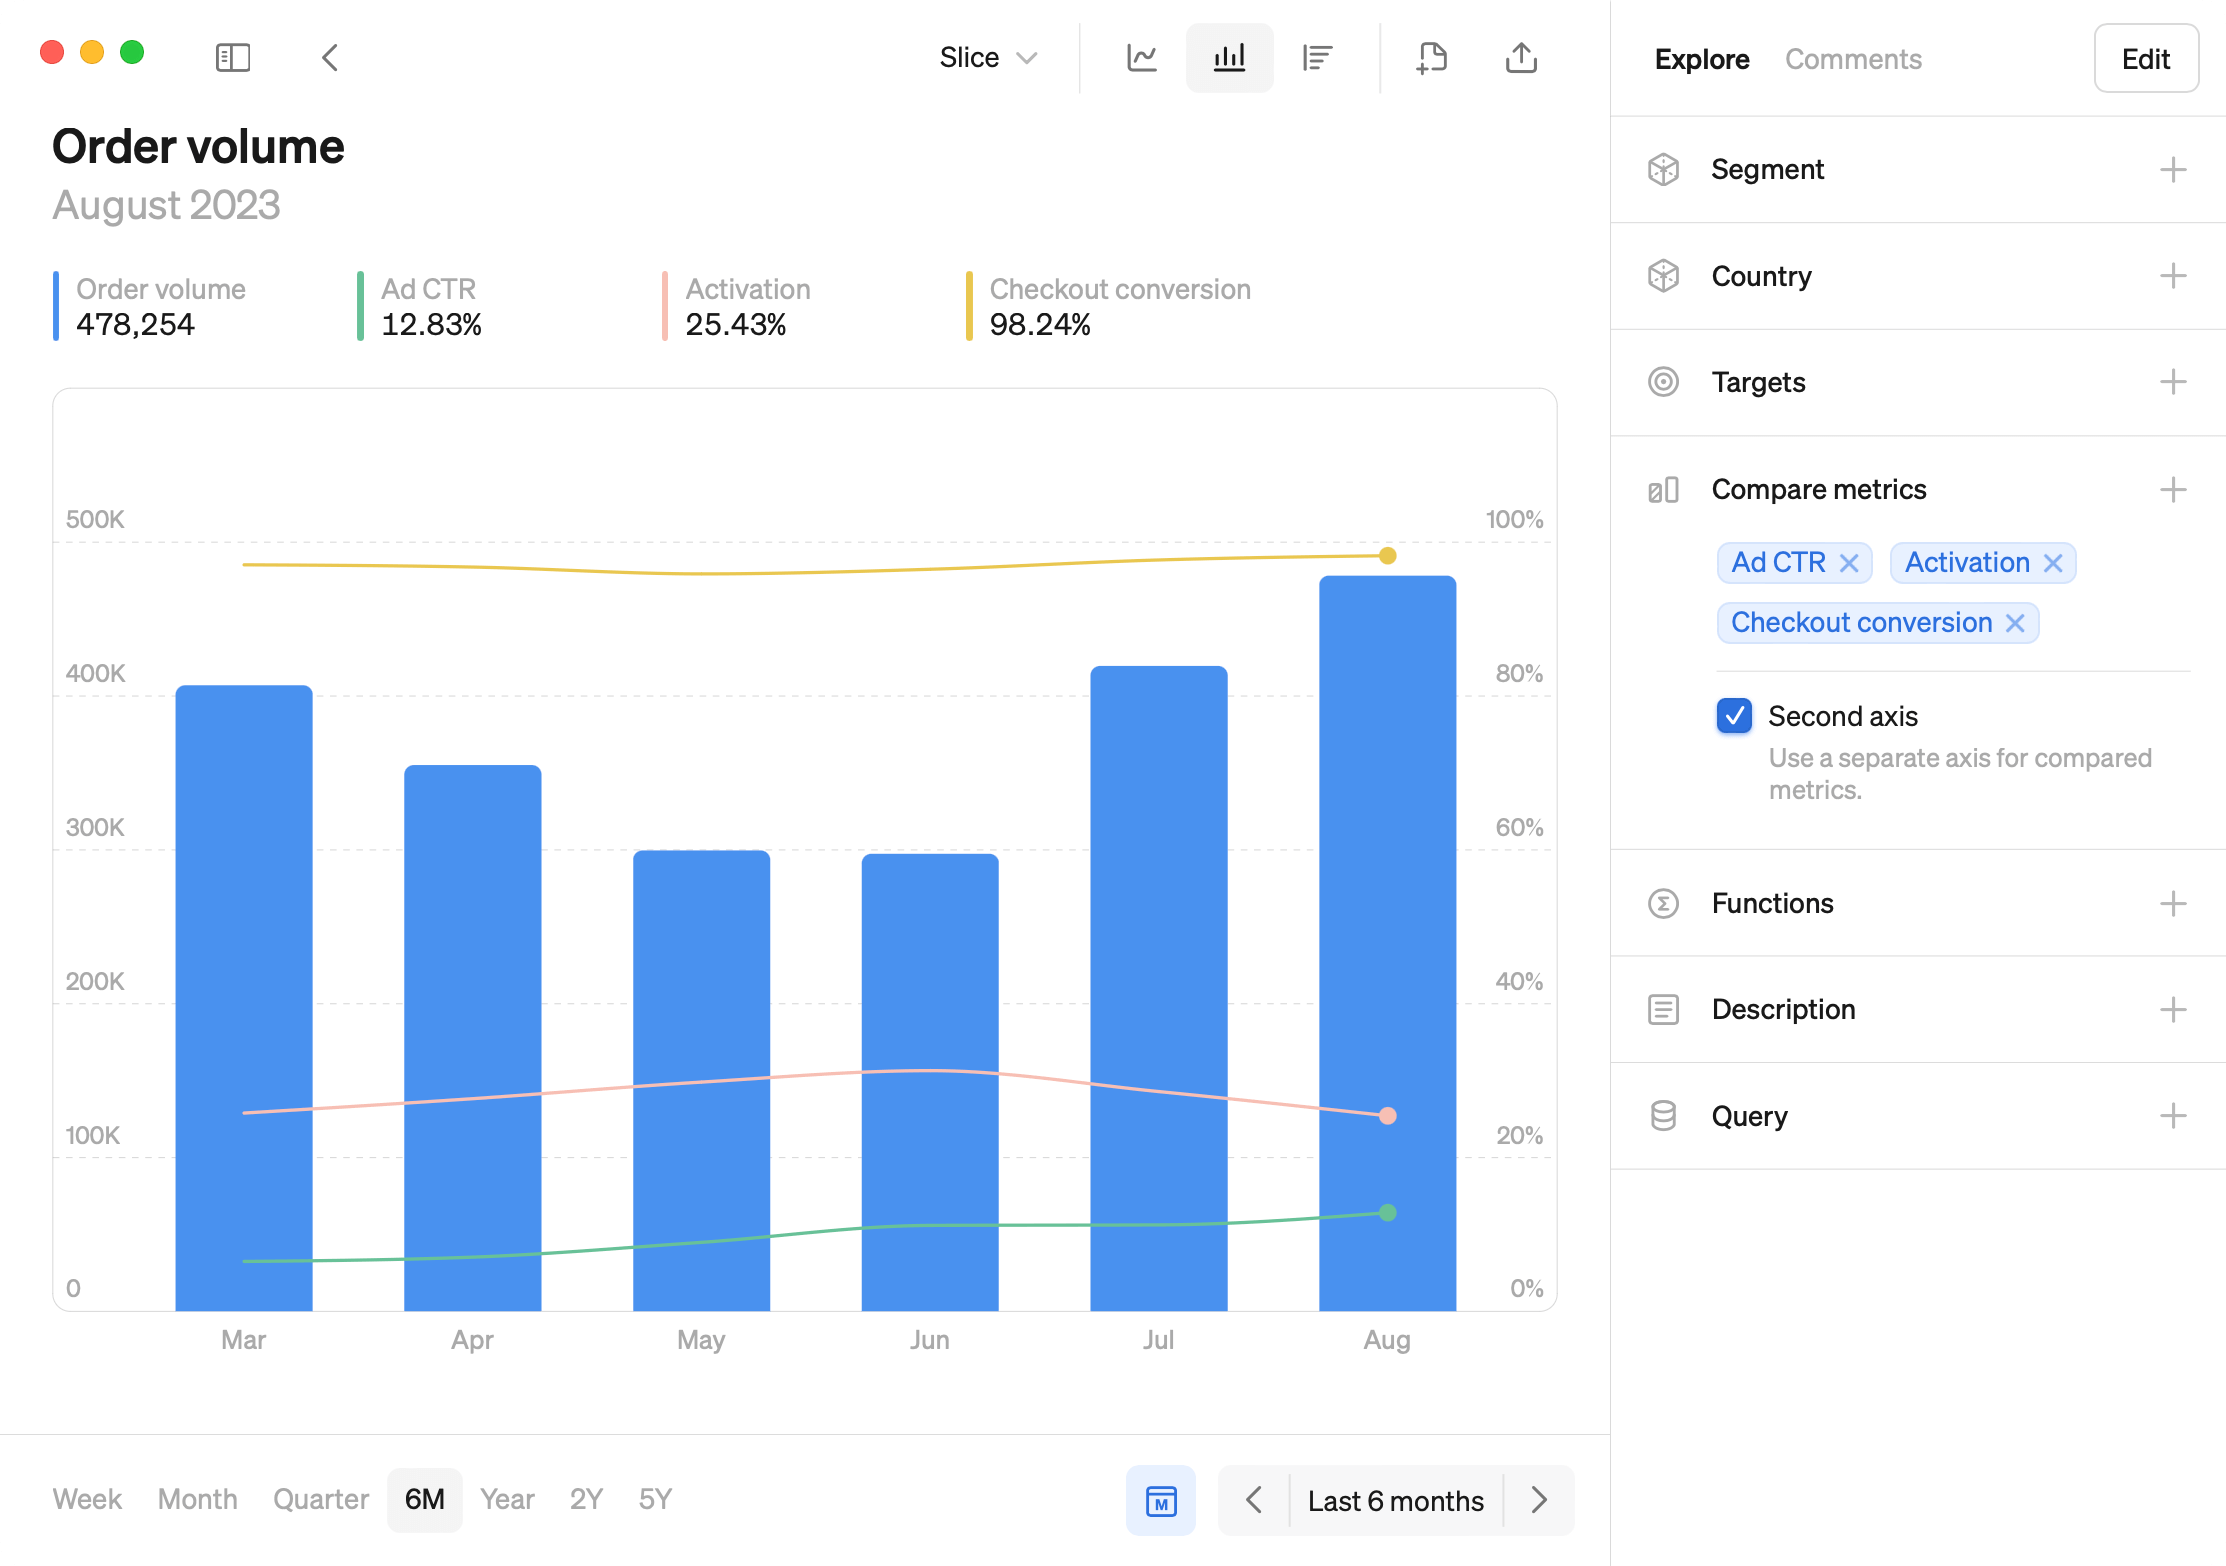 Slice
Explore
Comments
Edit
Order volume
August 2023
Order volume
478,254
Ad CTR
12.83%
Activation
25.43%
Checkout conversion
98.24%
500K
400K
300K
200K
100K
0
100%
80%
60%
40%
20%
0%
Mar
Apr
May
Jun
Jul
Aug
Week
Month
Quarter
6M
Year
2Y
5Y
M
Last 6 months
Segment
Country
Targets
Compare metrics
Ad CTR
Activation
Checkout conversion
Second axis
Use a separate axis for compared
metrics.
Functions
Description
Query